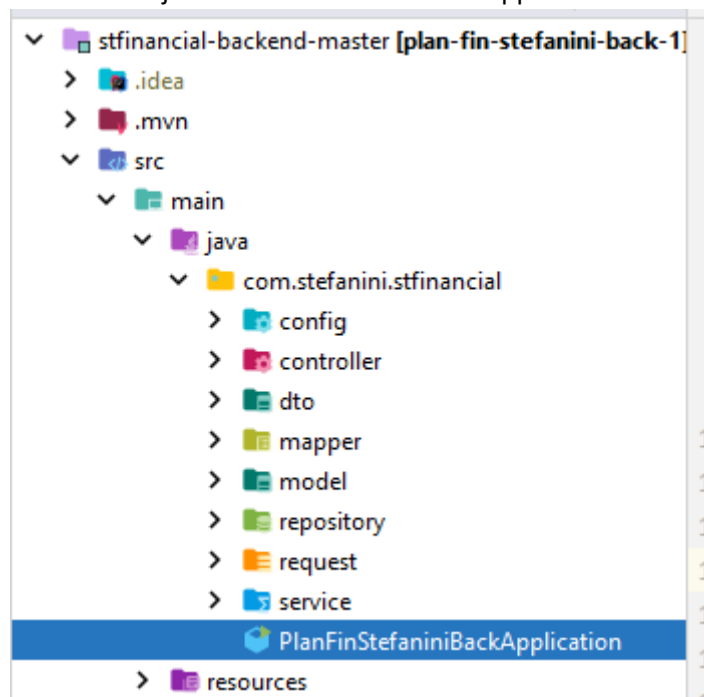 stfinancial-backend-master [plan-fin-stefanini-back-1]
.idea
.mvn
src
main
java
com.stefanini.stfinancial
config
controller
dto
mapper
model
repository
request
service
PlanFinStefaniniBackApplication
resources